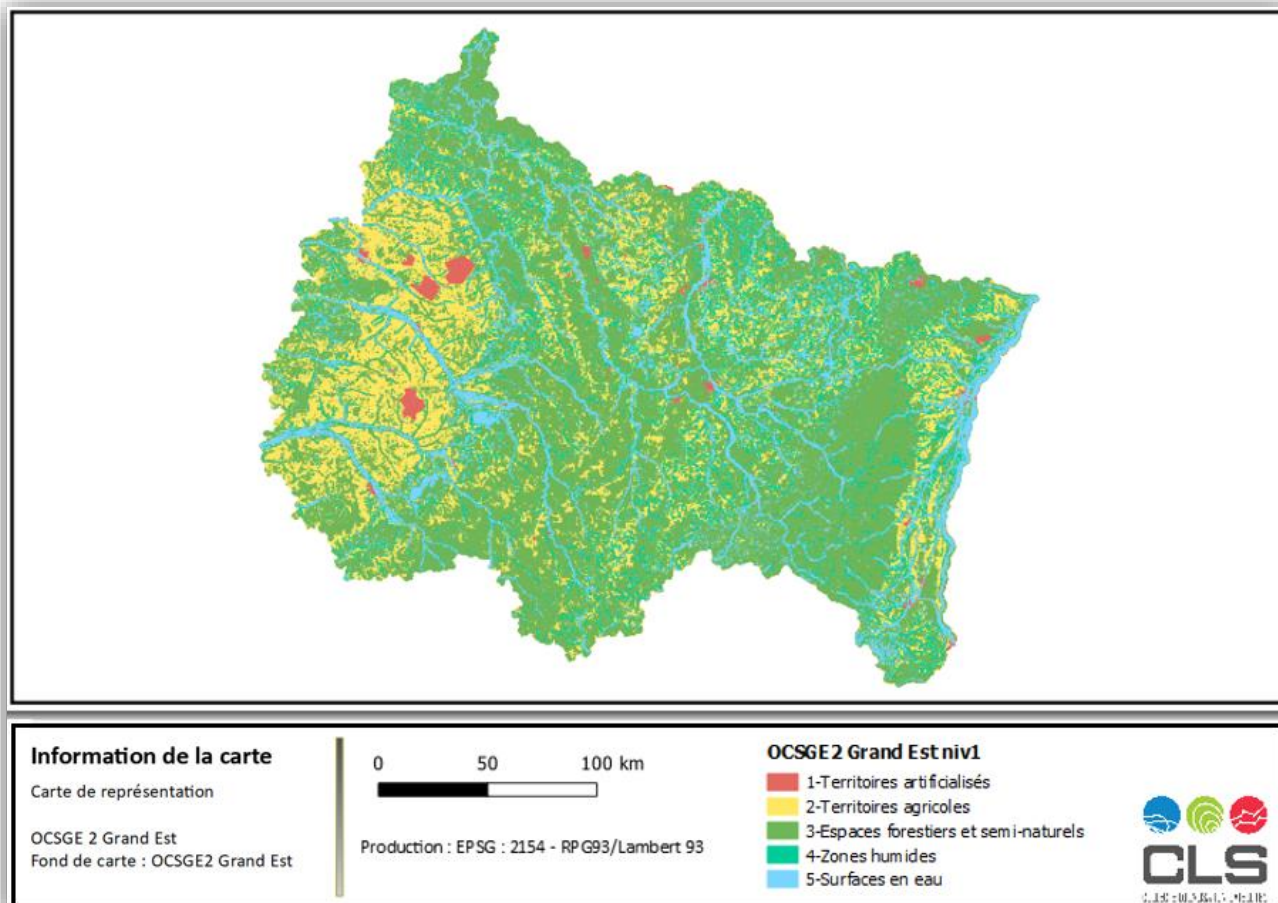 Information de la carte
Carte de représentation
OCSGE 2 Grand Est
Fond de carte : OCSGE2 Grand Est
0 50 100 km
Production : EPSG : 2154 - RPG93/Lambert 93
OCSGE2 Grand Est niv1
1-Territoires artificialisés
2-Territoires agricoles
3-Espaces forestiers et semi-naturels
4-Zones humides
5-Surfaces en eau
CLS